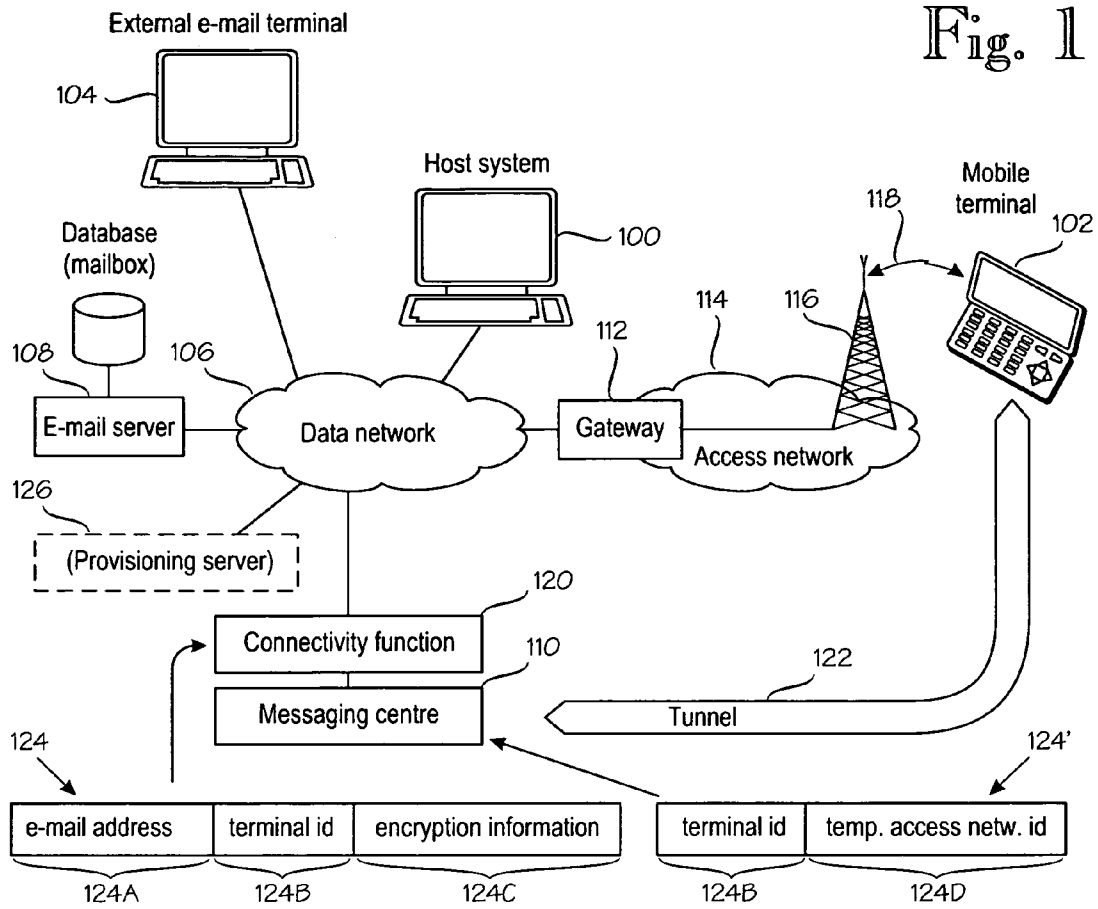 Fig. 1
External e-mail terminal
104
Host system
100
Mobile
terminal
102
118
Database
(mailbox)
108
106
112
114
116
E-mail server
Data network
Gateway
Access network
126
(Provisioning server)
120
Connectivity function
110
Messaging centre
122
Tunnel
124
124'
e-mail address
terminal id
encryption information
terminal id
temp. access netw. id
124A
124B
124C
124B
124D